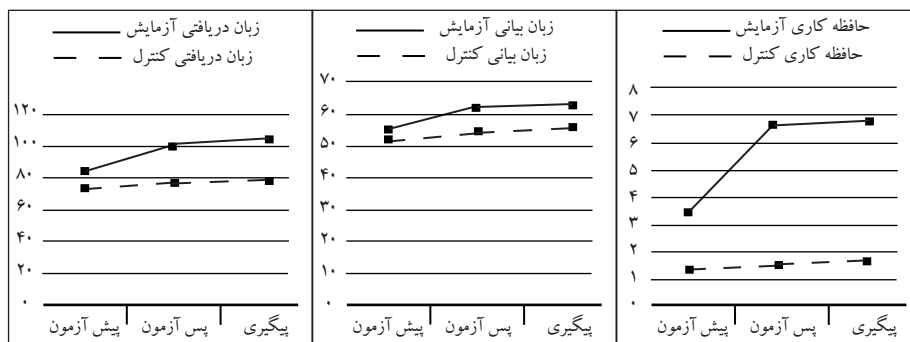 زبان دریافتی آزمایش
زبان دریافتی کنترل
۱۲۰
۱۰۰
۸۰
۶۰
۴۰
۲۰
۰
پیش آزمون
پس آزمون
پیگیری
زبان بیانی آزمایش
زبان بیانی کنترل
۷۰
۶۰
۵۰
۴۰
۳۰
۲۰
۱۰
۰
پیش آزمون
پس آزمون
پیگیری
حافظه کاری آزمایش
حافظه کاری کنترل
۸
۷
۶
۵
۴
۳
۲
۱
۰
پیش آزمون
پس آزمون
پیگیری